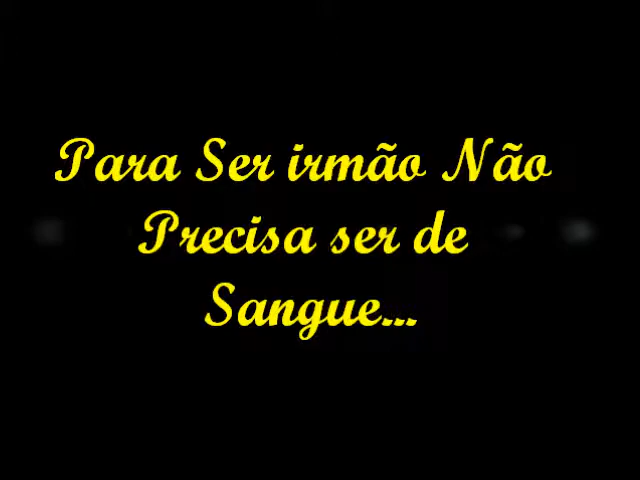 Para Ser irmão Não
Precisa ser de
Sangue...